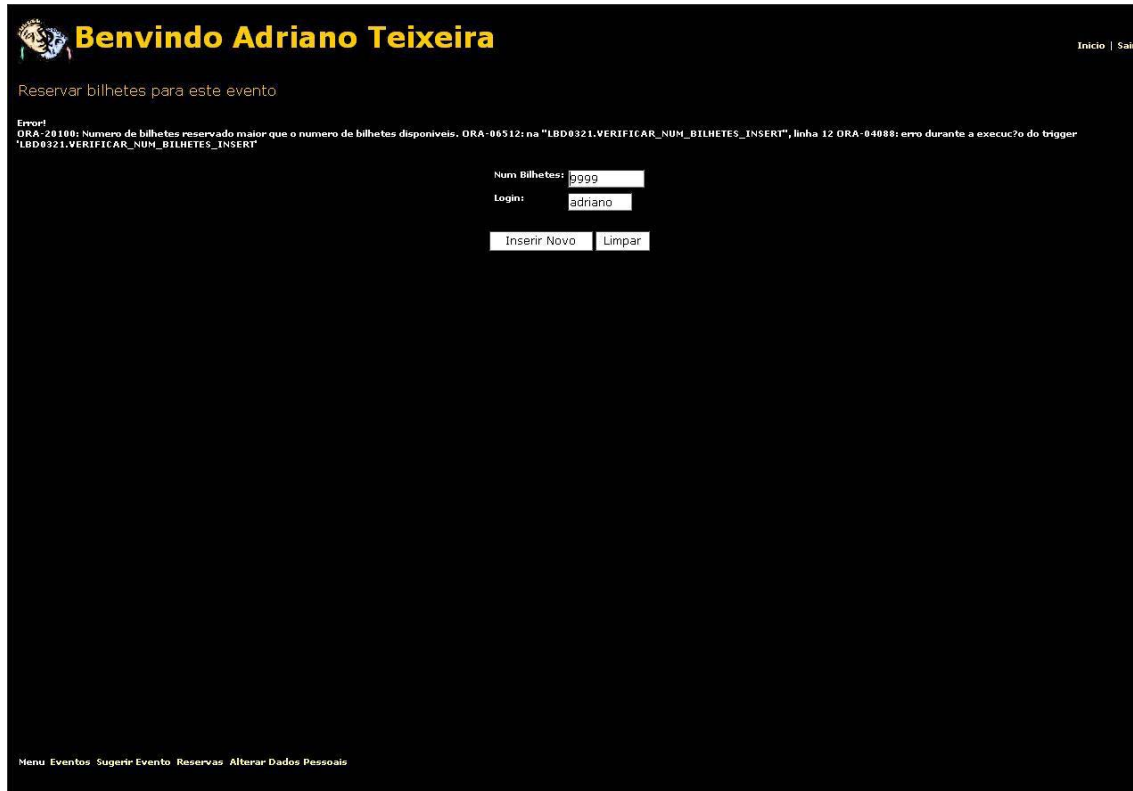 Benvindo Adriano Teixeira
Inicio | Sair
Reservar bilhetes para este evento
Error!
ORA-20100: Numero de bilhetes reservado maior que o numero de bilhetes disponiveis. ORA-06512: na "LBD0321.VERIFICAR_NUM_BILHETES_INSERT", linha 12 ORA-04088: erro durante a execuc?o do trigger
'LBD0321.VERIFICAR_NUM_BILHETES_INSERT'
Num Bilhetes: 9999
Login: adriano
Inserir Novo Limpar
Menu Eventos Sugerir Evento Reservas Alterar Dados Pessoais